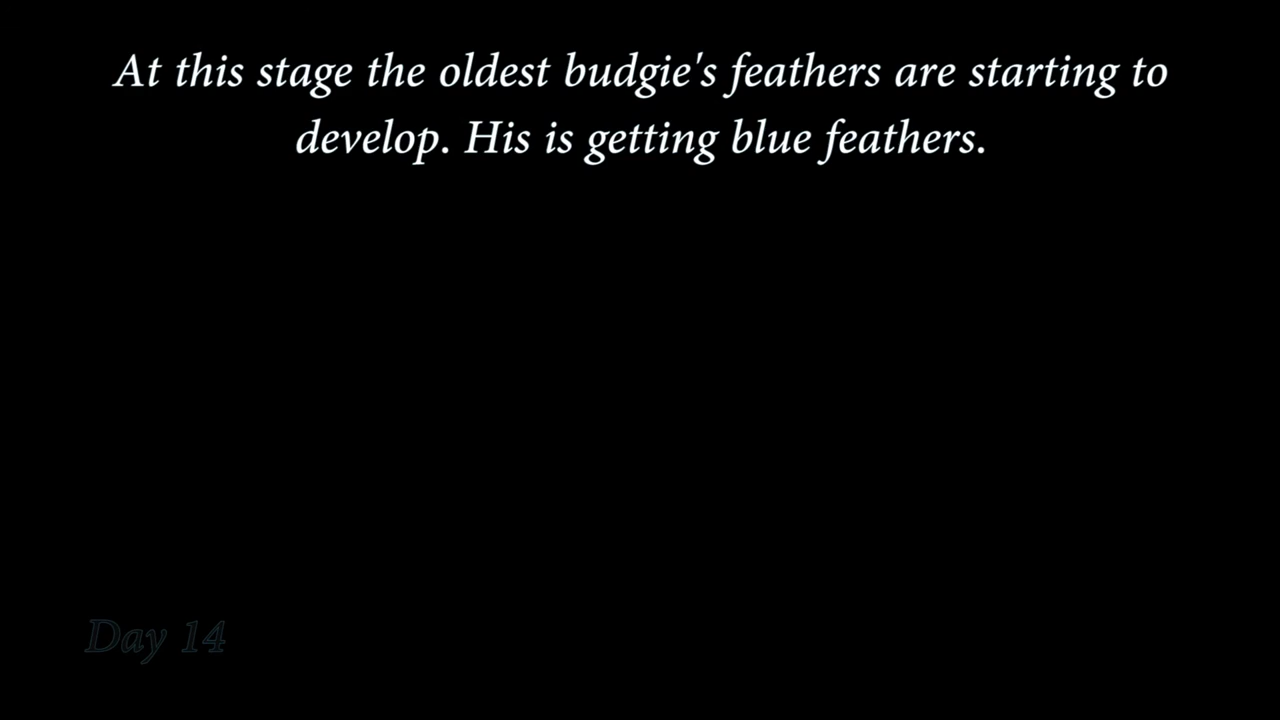 At this stage the oldest budgie's feathers are starting to
develop. His is getting blue feathers.
Day 14